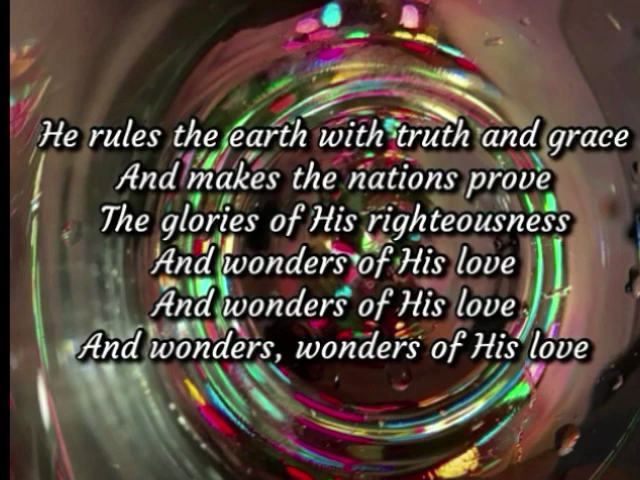 He rules the earth with truth and grace
And makes the nations prove
The glories of His righteousness
And wonders of His love
And wonders of His love
And wonders, wonders of His love